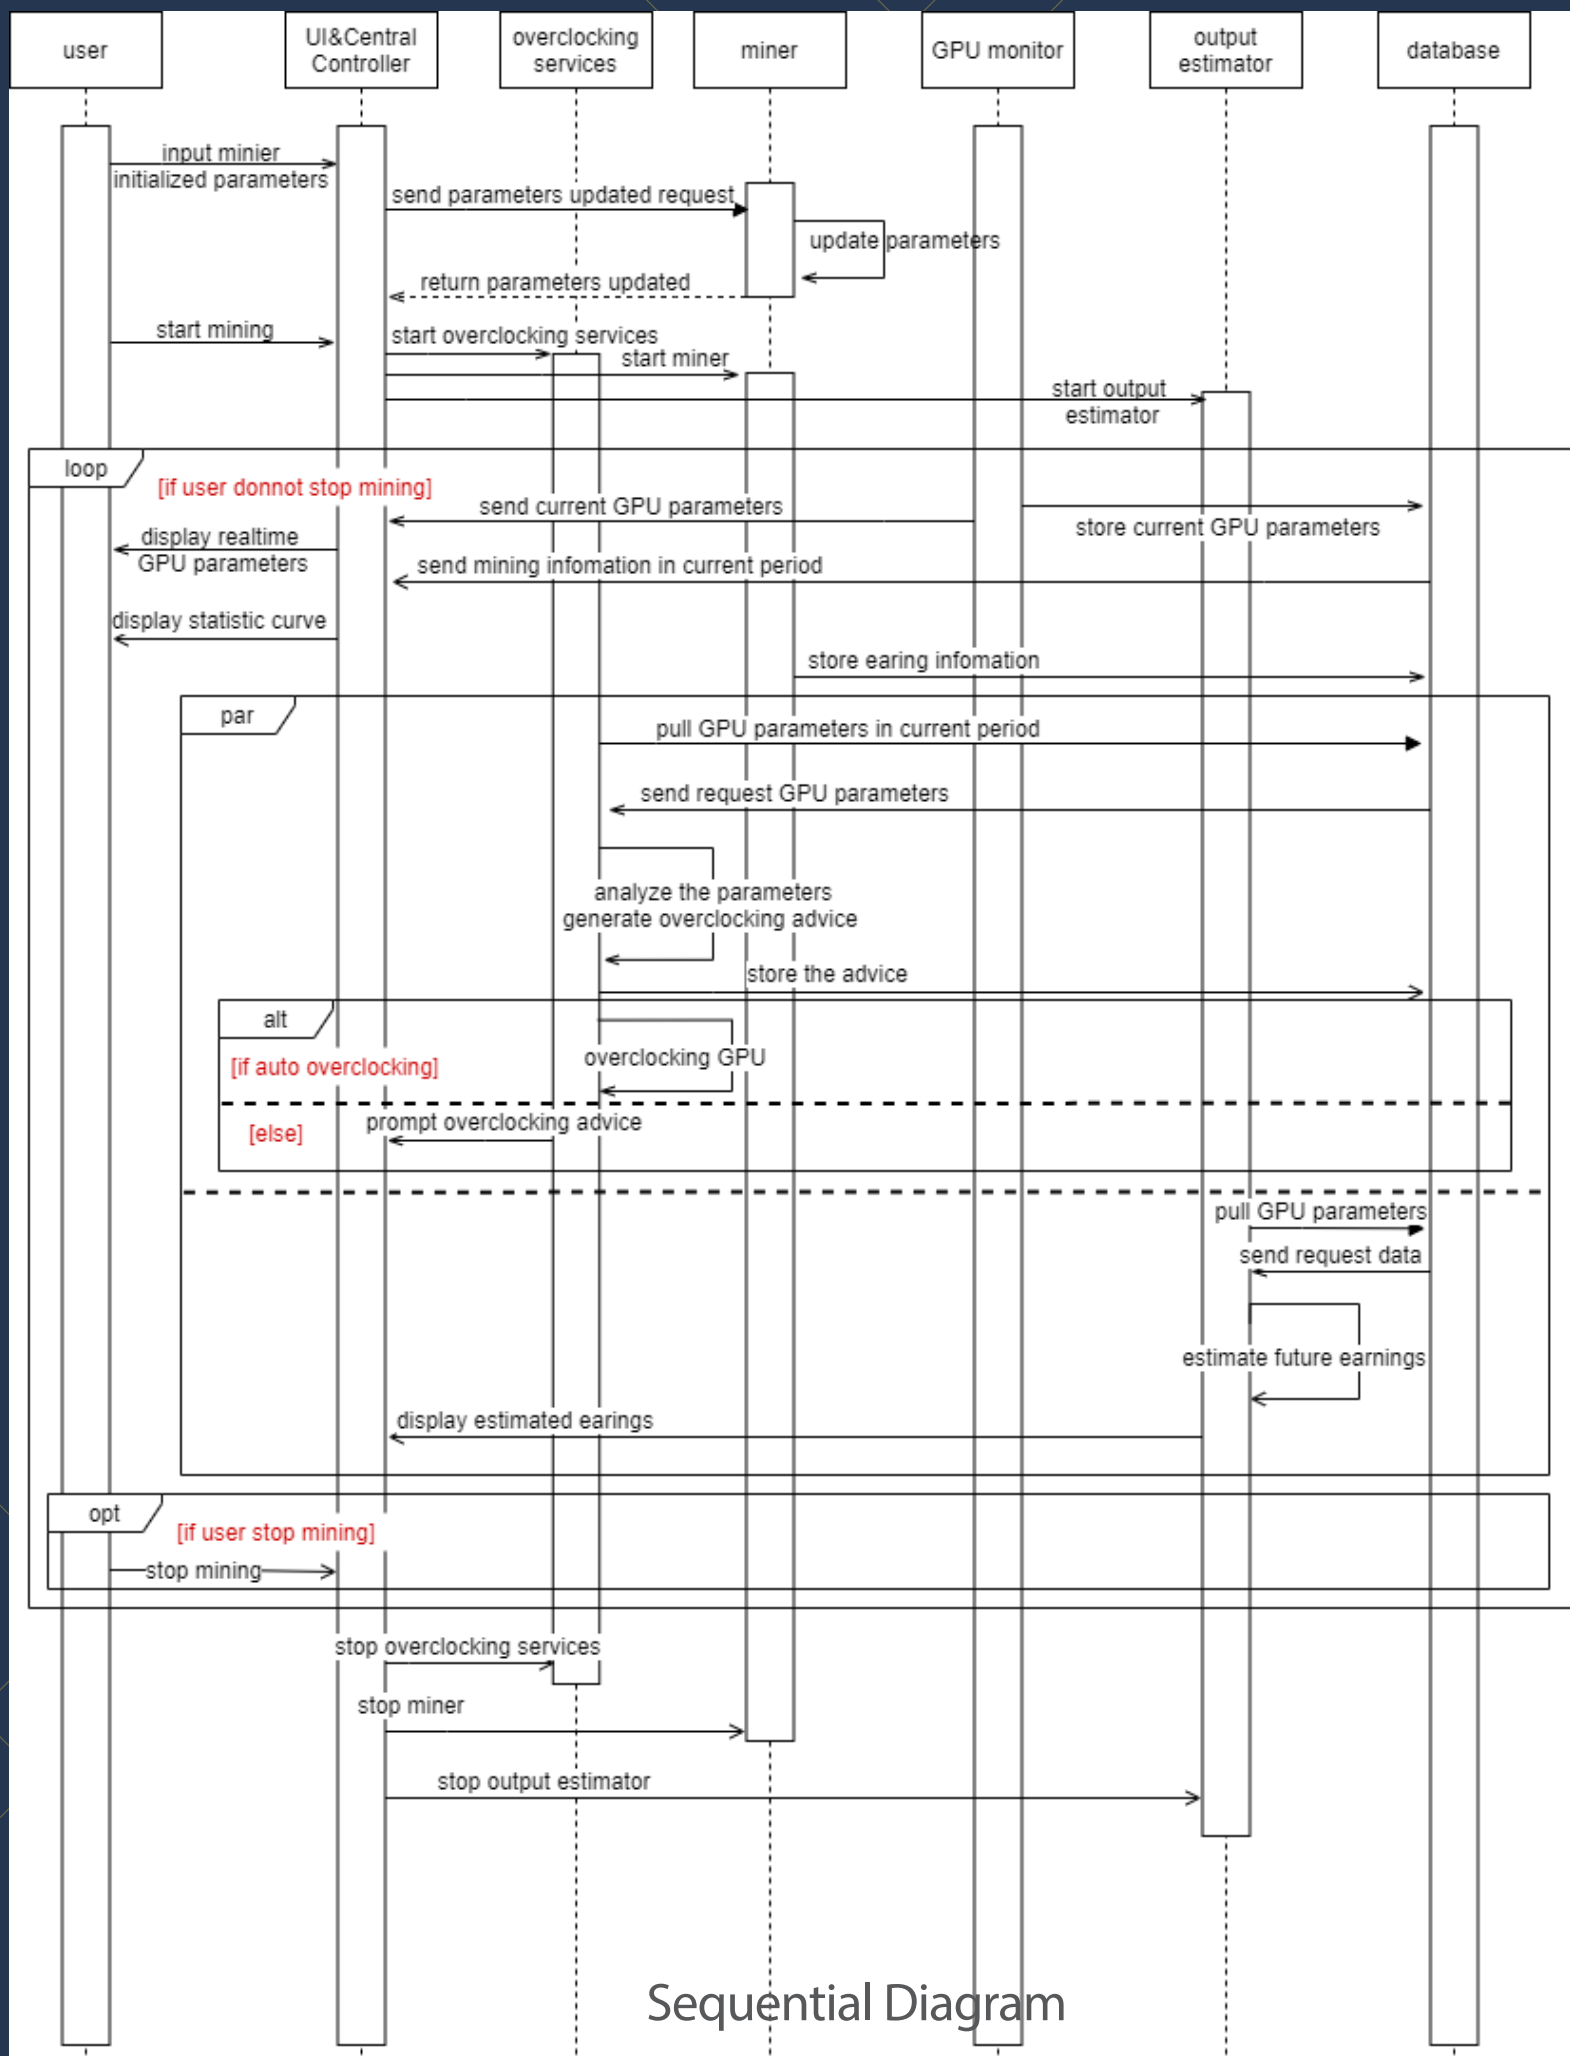 user
UI&Central
Controller
overclocking
services
miner
GPU monitor
output
estimator
database
input minier
initialized parameters
send parameters updated request
update parameters
return parameters updated
start mining
start overclocking services
start miner
start output
estimator
loop
[if user donnot stop mining]
send current GPU parameters
store current GPU parameters
display realtime
GPU parameters
send mining infomation in current period
display statistic curve
store earing infomation
par
pull GPU parameters in current period
send request GPU parameters
analyze the parameters
generate overclocking advice
store the advice
alt
[if auto overclocking]
overclocking GPU
[else]
prompt overclocking advice
pull GPU parameters
send request data
estimate future earnings
display estimated earings
opt
[if user stop mining]
stop mining
stop overclocking services
stop miner
stop output estimator
Sequential Diagram